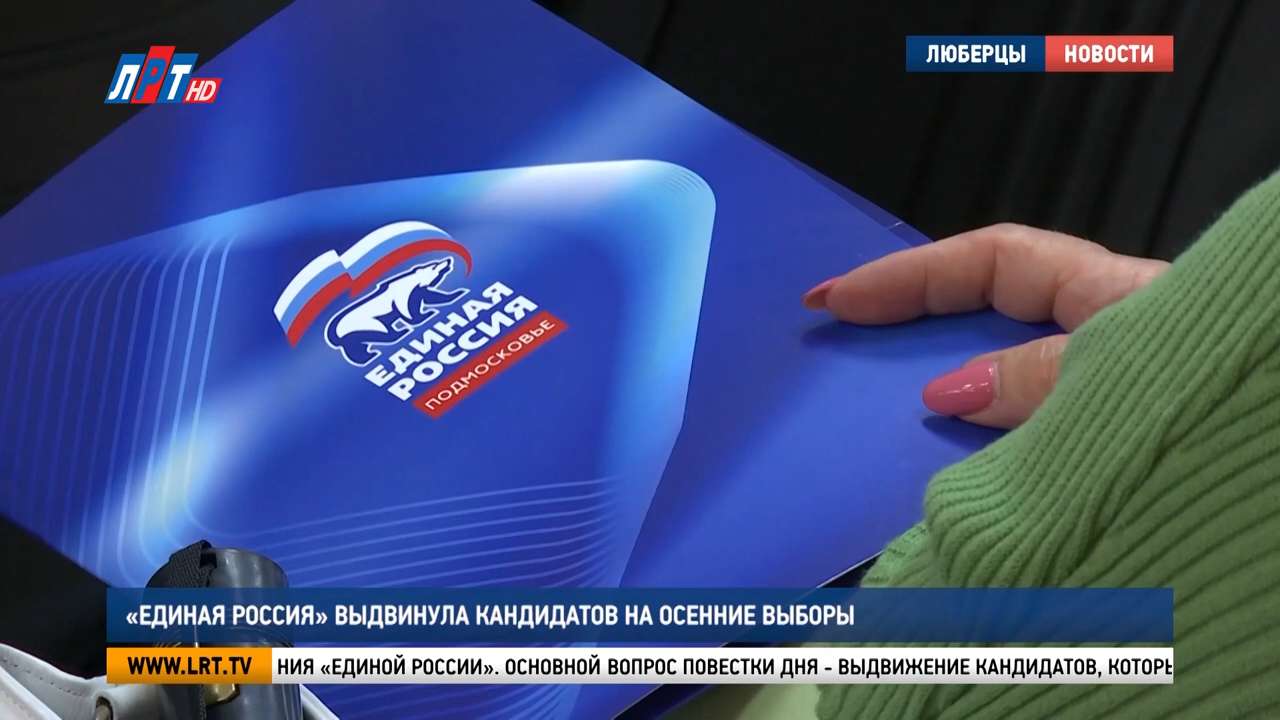 ЛРТ HD
ЛЮБЕРЦЫ НОВОСТИ
ЕДИНАЯ
РОССИЯ
ПОДМОСКОВЬЕ
«ЕДИНАЯ РОССИЯ» ВЫДВИНУЛА КАНДИДАТОВ НА ОСЕННИЕ ВЫБОРЫ
WWW.LRT.TV НИЯ «ЕДИНОЙ РОССИИ». ОСНОВНОЙ ВОПРОС ПОВЕСТКИ ДНЯ - ВЫДВИЖЕНИЕ КАНДИДАТОВ, КОТОРЫ